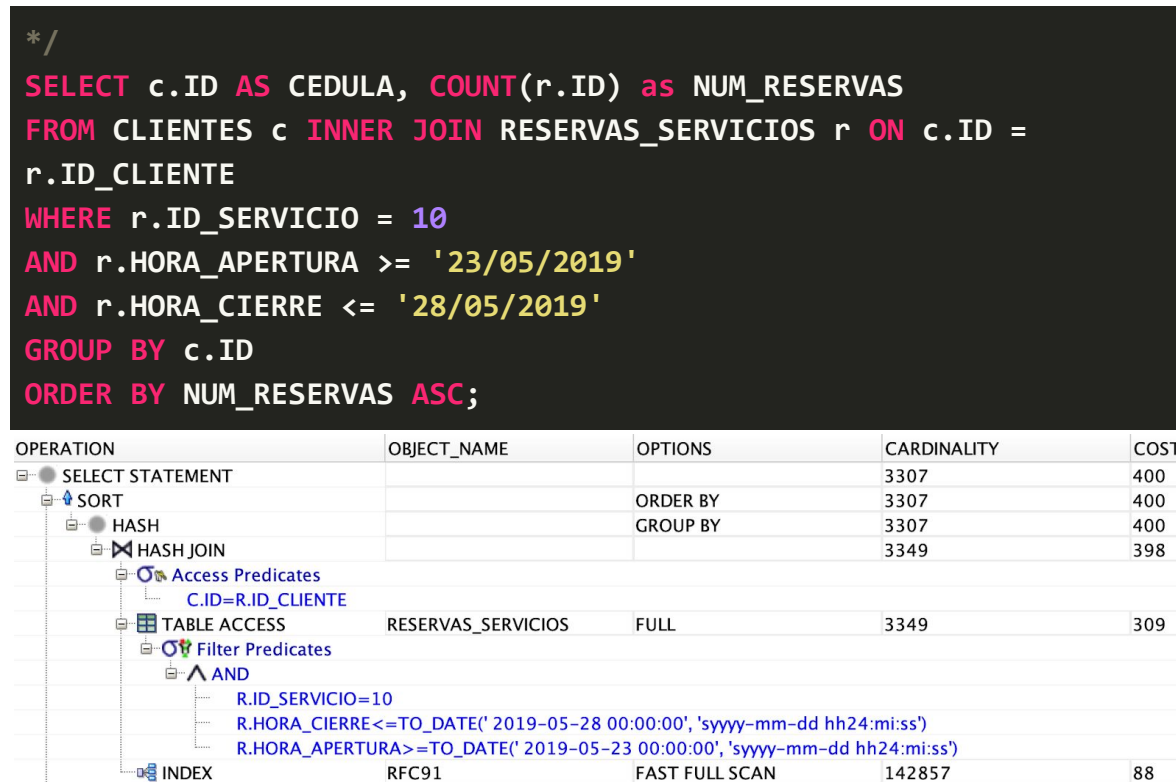 */
SELECT c.ID AS CEDULA, COUNT(r.ID) as NUM_RESERVAS
FROM CLIENTES c INNER JOIN RESERVAS_SERVICIOS r ON c.ID =
r.ID_CLIENTE
WHERE r.ID_SERVICIO = 10
AND r.HORA_APERTURA >= '23/05/2019'
AND r.HORA_CIERRE <= '28/05/2019'
GROUP BY c.ID
ORDER BY NUM_RESERVAS ASC;
OPERATION OBJECT_NAME OPTIONS CARDINALITY COST
SELECT STATEMENT 3307 400
SORT ORDER BY 3307 400
HASH GROUP BY 3307 400
HASH JOIN 3349 398
Access Predicates
C.ID=R.ID_CLIENTE
TABLE ACCESS RESERVAS_SERVICIOS FULL 3349 309
Filter Predicates
AND
R.ID_SERVICIO=10
R.HORA_CIERRE<=TO_DATE(' 2019-05-28 00:00:00', 'syyyy-mm-dd hh24:mi:ss')
R.HORA_APERTURA>=TO_DATE(' 2019-05-23 00:00:00', 'syyyy-mm-dd hh24:mi:ss')
INDEX RFC91 FAST FULL SCAN 142857 88